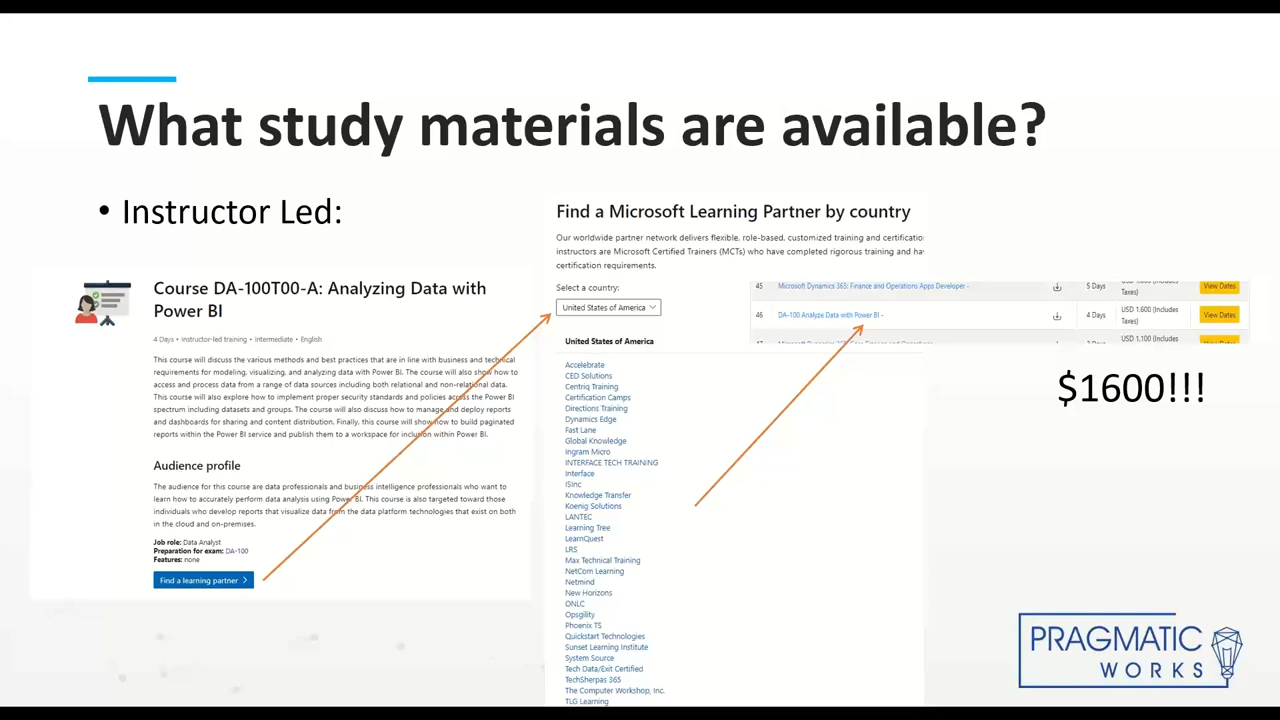 What study materials are available?
• Instructor Led:
Course DA-100T00-A: Analyzing Data with
Power BI
4 Days • Instructor-led training • Intermediate • English
This course will discuss the various methods and best practices that are in line with business and technical
requirements for modeling, visualizing, and analyzing data with Power BI. The course will also show how to
access and process data from a range of data sources including both relational and non-relational data.
This course will also explore how to implement proper security standards and policies across the Power BI
spectrum including datasets and groups. The course will also discuss how to manage and deploy reports
and dashboards for sharing and content distribution. Finally, this course will show how to build paginated
reports within the Power BI service and publish them to a workspace for inclusion within Power BI.
Audience profile
The audience for this course are data professionals and business intelligence professionals who want to
learn how to accurately perform data analysis using Power BI. This course is also targeted toward those
individuals who develop reports that visualize data from the data platform technologies that exist on both
in the cloud and on-premises.
Job role: Data Analyst
Preparation for exam: DA-100
Features: none
Find a learning partner
Find a Microsoft Learning Partner by country
Our worldwide partner network delivers flexible, role-based, customized training and certificatio
instructors are Microsoft Certified Trainers (MCTs) who have completed rigorous training and ha
certification requirements.
Select a country:
United States of America
United States of America
Accelebrate
CED Solutions
Centriq Training
Certification Camps
Directions Training
Dynamics Edge
Fast Lane
Global Knowledge
Ingram Micro
INTERFACE TECH TRAINING
Interface
ISInc
Knowledge Transfer
Koenig Solutions
LANTEC
Learning Tree
LearnQuest
LRS
Max Technical Training
NetCom Learning
Netmind
New Horizons
ONLC
Opsgility
Phoenix TS
Quickstart Technologies
Sunset Learning Institute
System Source
Tech Data/Exit Certified
TechSherpas 365
The Computer Workshop, Inc.
TLG Learning
45 Microsoft Dynamics 365: Finance and Operations Apps Developer - 5 Days (Includes Taxes) View Dates
46 DA-100 Analyze Data with Power BI - 4 Days USD 1,600 (Includes Taxes) View Dates
USD 1,100 (Includes
$1600!!!
PRAGMATIC
WORKS